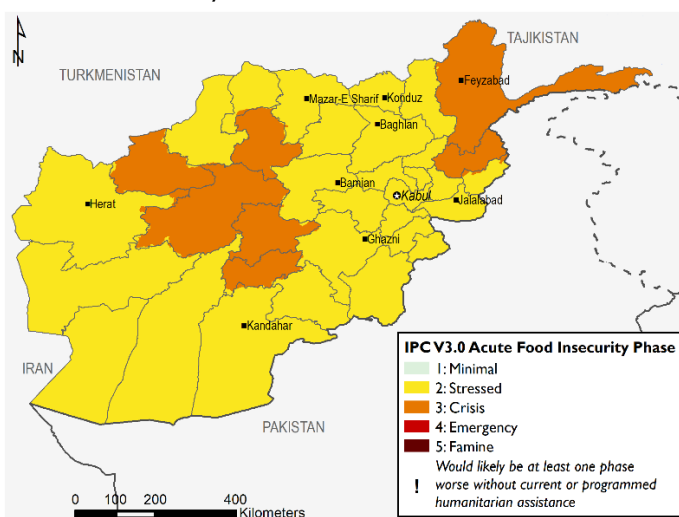 N
TAJIKISTAN
TURKMENISTAN
Feyzabad
Mazar-E Sharif
Konduz
Baghlan
Bamian
Kabul
Herat
Jalalabad
Ghazni
Kandahar
IRAN
PAKISTAN
IPC V3.0 Acute Food Insecurity Phase
1: Minimal
2: Stressed
3: Crisis
4: Emergency
5: Famine
Would likely be at least one phase
! worse without current or programmed
humanitarian assistance
0 100 200 400
Kilometers